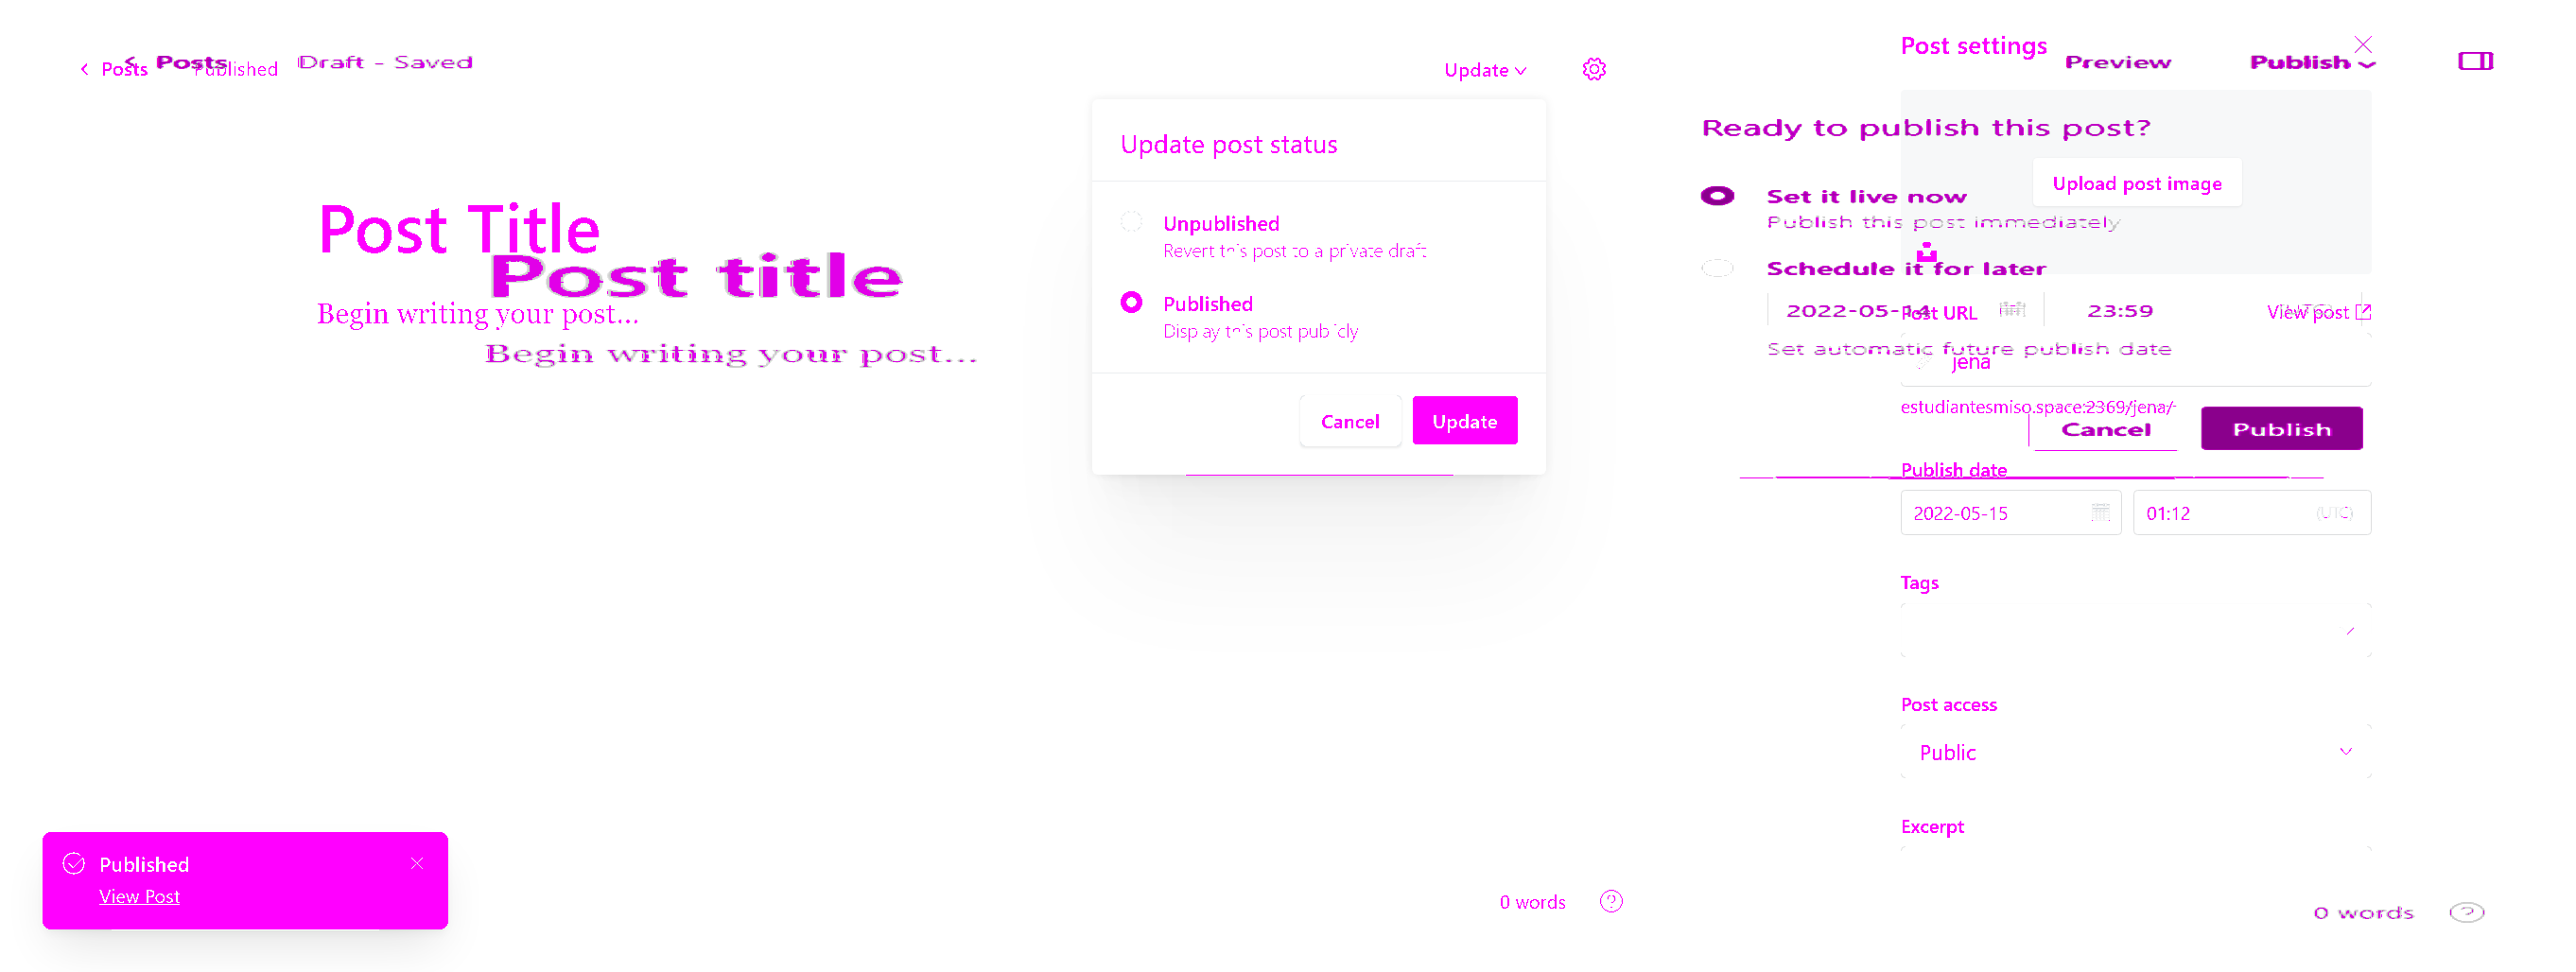 Posts
Published
Posts
Draft - Saved
Update
Post settings
Preview
Publish
Update post status
Ready to publish this post?
Upload post image
Set it live now
Publish this post immediately
Unpublished
Revert this post to a private draft
Post Title
Post title
Schedule it for later
Published
Display this post publicly
Begin writing your post...
Begin writing your post...
2022-05-14
23:59
Post URL
View post
Set automatic future publish date
jena
estudiantesmiso.space:2369/jena/
Cancel
Update
Cancel
Publish
Publish date
2022-05-15
01:12
(UTC)
Tags
Post access
Public
Excerpt
Published
View Post
0 words
?
0 words
?